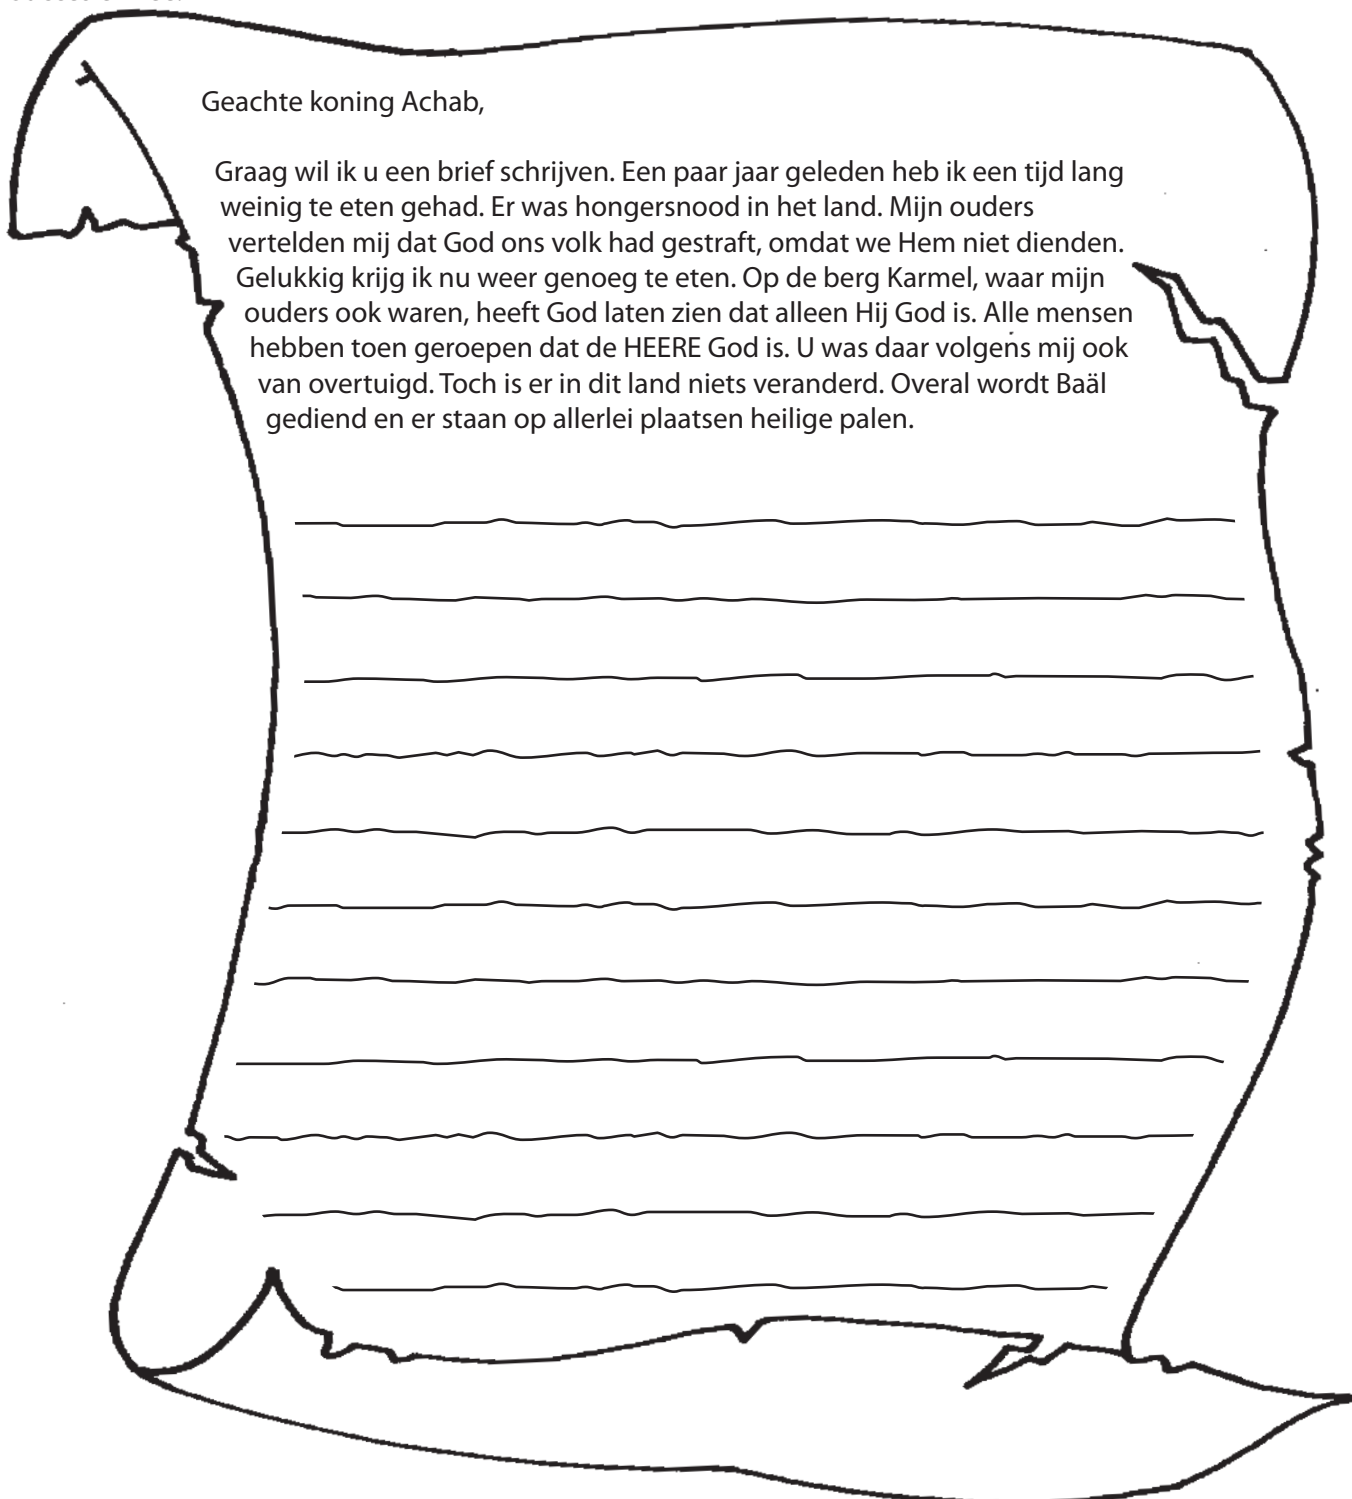 Geachte koning Achab,
Graag wil ik u een brief schrijven. Een paar jaar geleden heb ik een tijd lang
weinig te eten gehad. Er was hongersnood in het land. Mijn ouders
vertelden mij dat God ons volk had gestraft, omdat we Hem niet dienden.
Gelukkig krijg ik nu weer genoeg te eten. Op de berg Karmel, waar mijn
ouders ook waren, heeft God laten zien dat alleen Hij God is. Alle mensen
hebben toen geroepen dat de HEERE God is. U was daar volgens mij ook
van overtuigd. Toch is er in dit land niets veranderd. Overal wordt Baäl
gediend en er staan op allerlei plaatsen heilige palen.